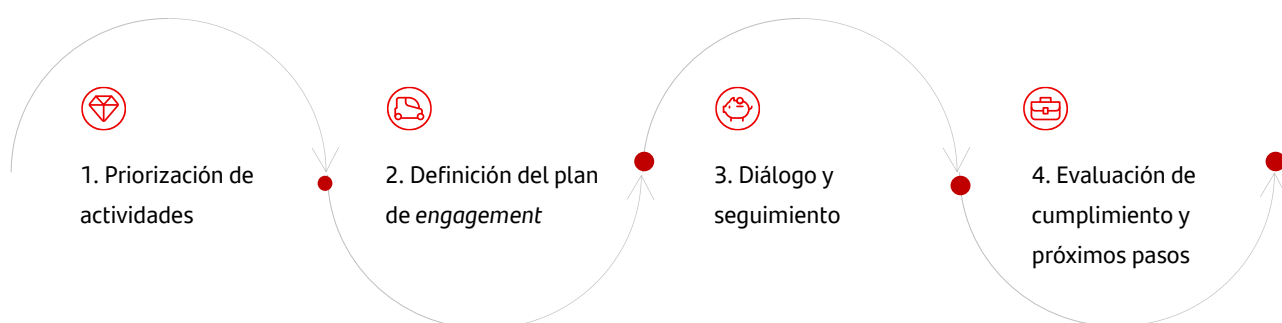 1. Priorización de
actividades
2. Definición del plan
de engagement
3. Diálogo y
seguimiento
4. Evaluación de
cumplimiento y
próximos pasos